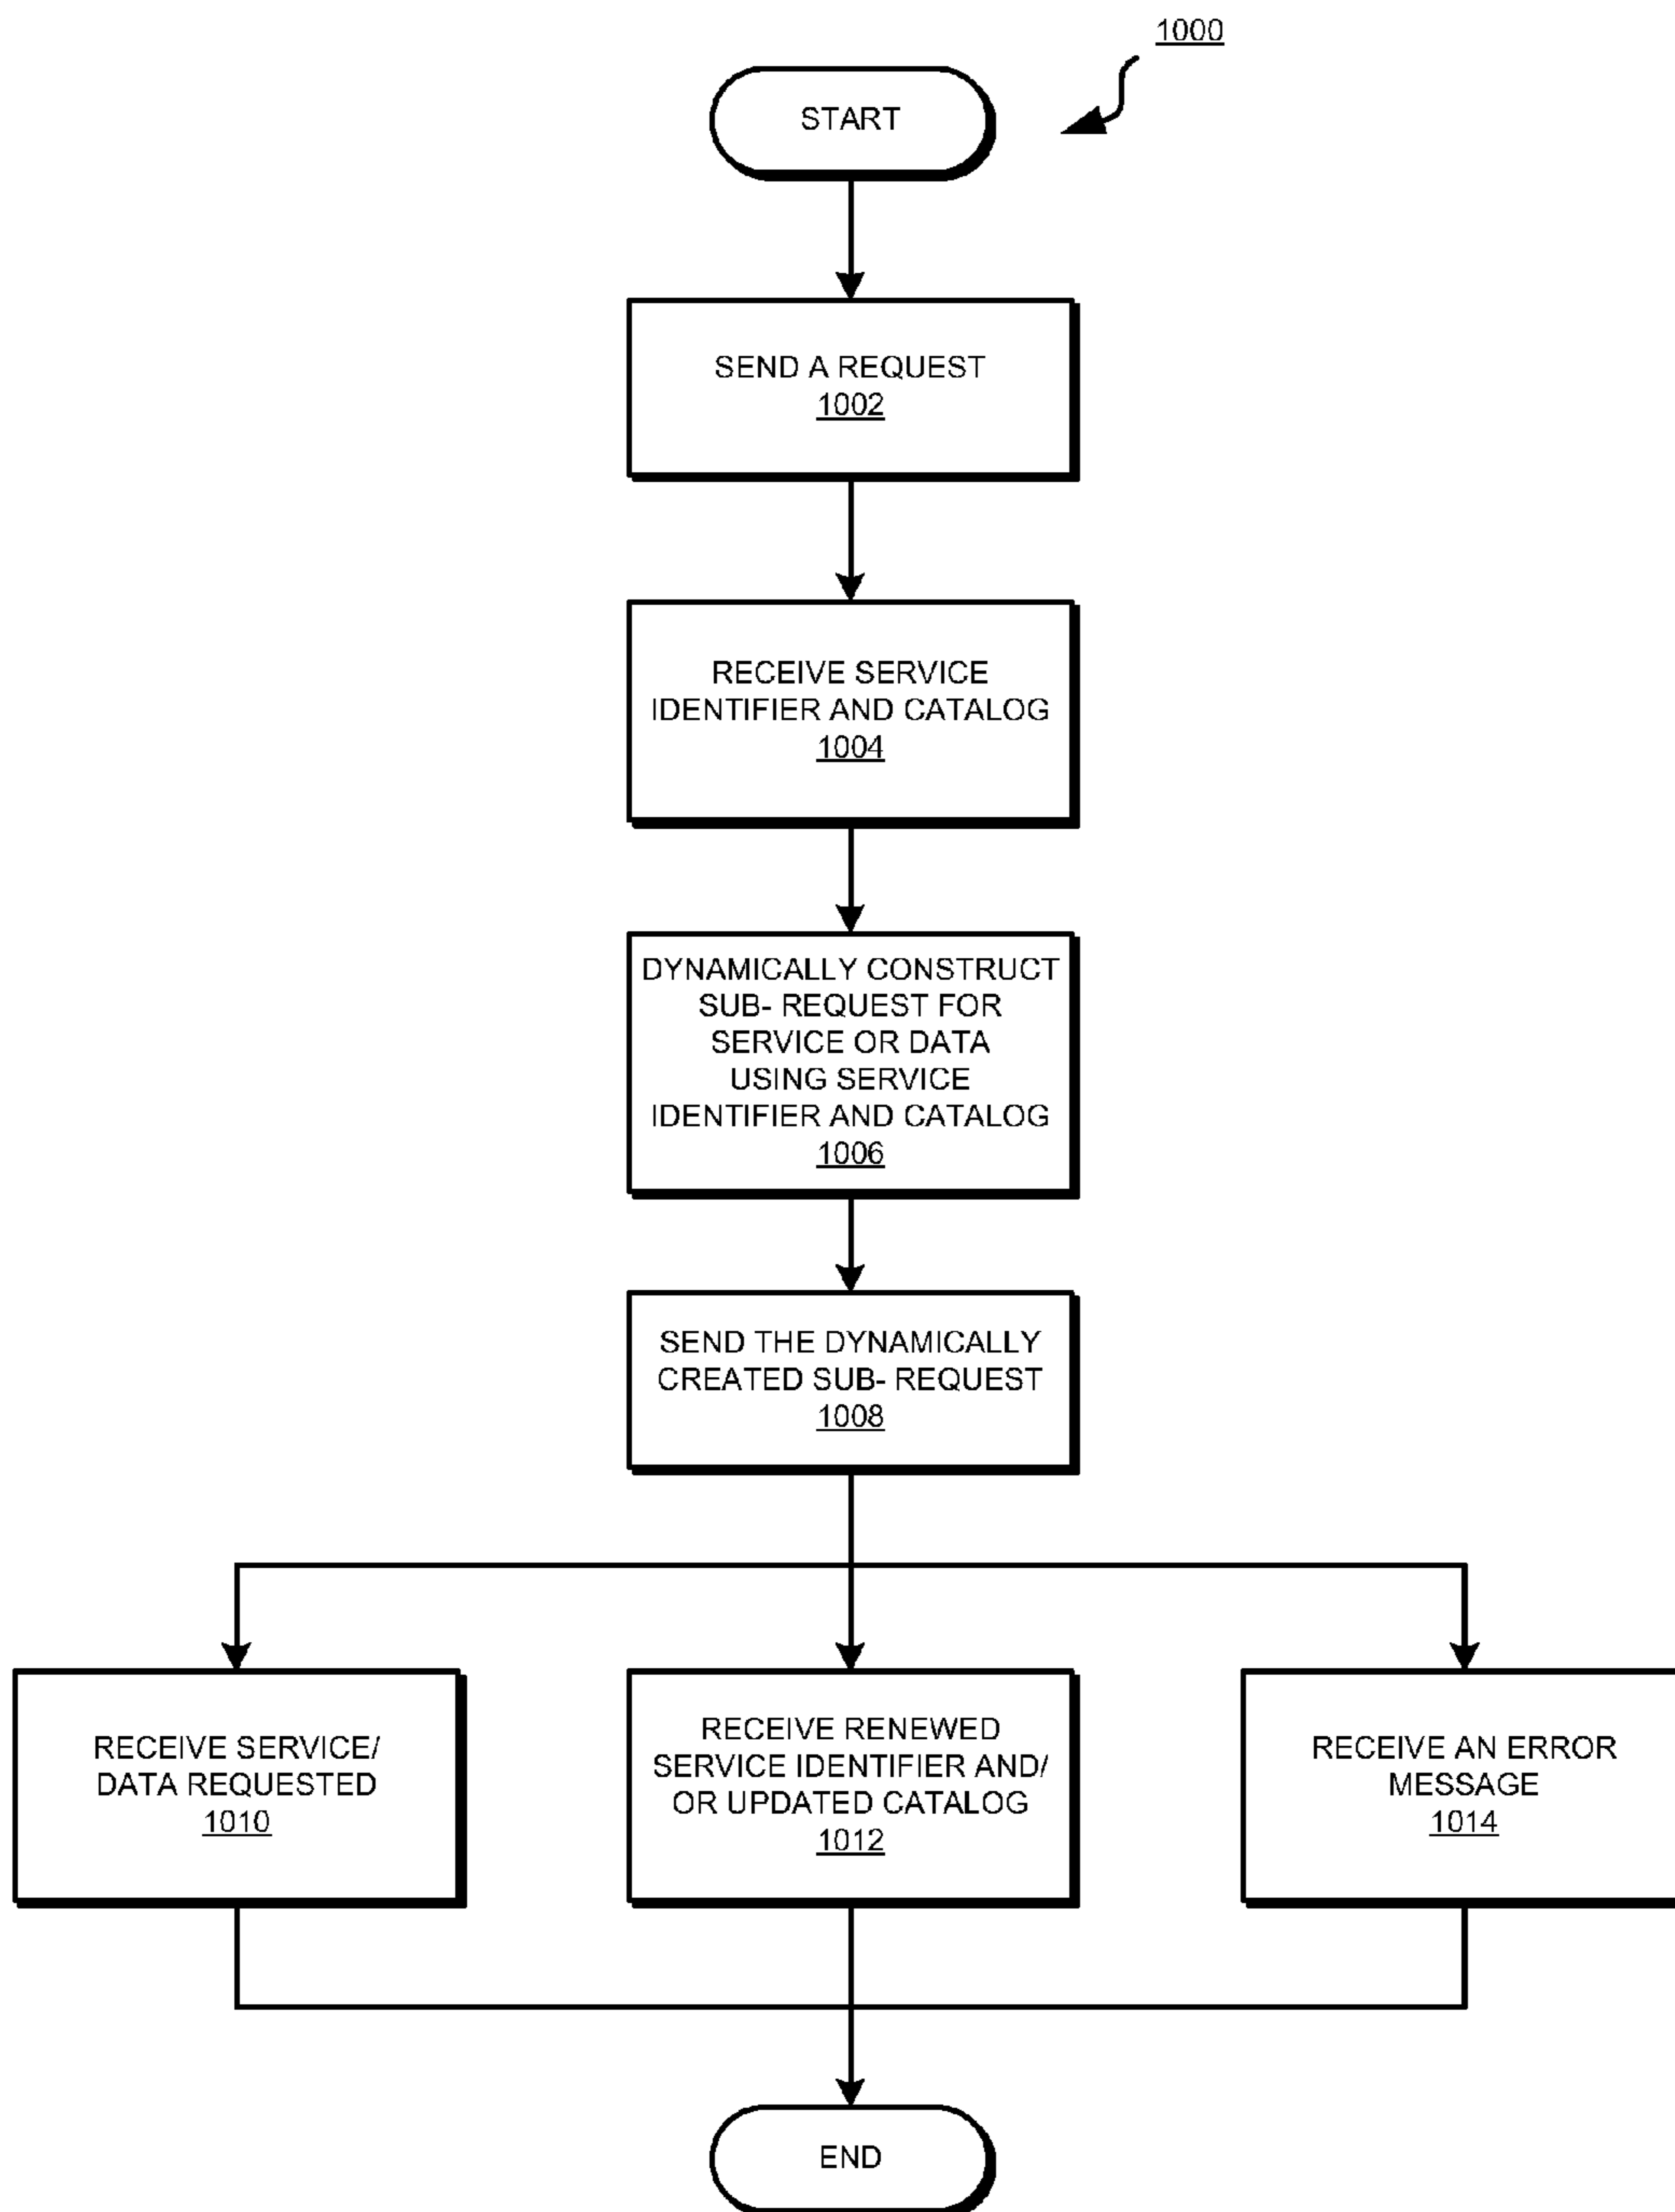 1000
START
SEND A REQUEST
1002
RECEIVE SERVICE
IDENTIFIER AND CATALOG
1004
DYNAMICALLY CONSTRUCT
SUB- REQUEST FOR
SERVICE OR DATA
USING SERVICE
IDENTIFIER AND CATALOG
1006
SEND THE DYNAMICALLY
CREATED SUB- REQUEST
1008
RECEIVE SERVICE/
DATA REQUESTED
1010
RECEIVE RENEWED
SERVICE IDENTIFIER AND/
OR UPDATED CATALOG
1012
RECEIVE AN ERROR
MESSAGE
1014
END